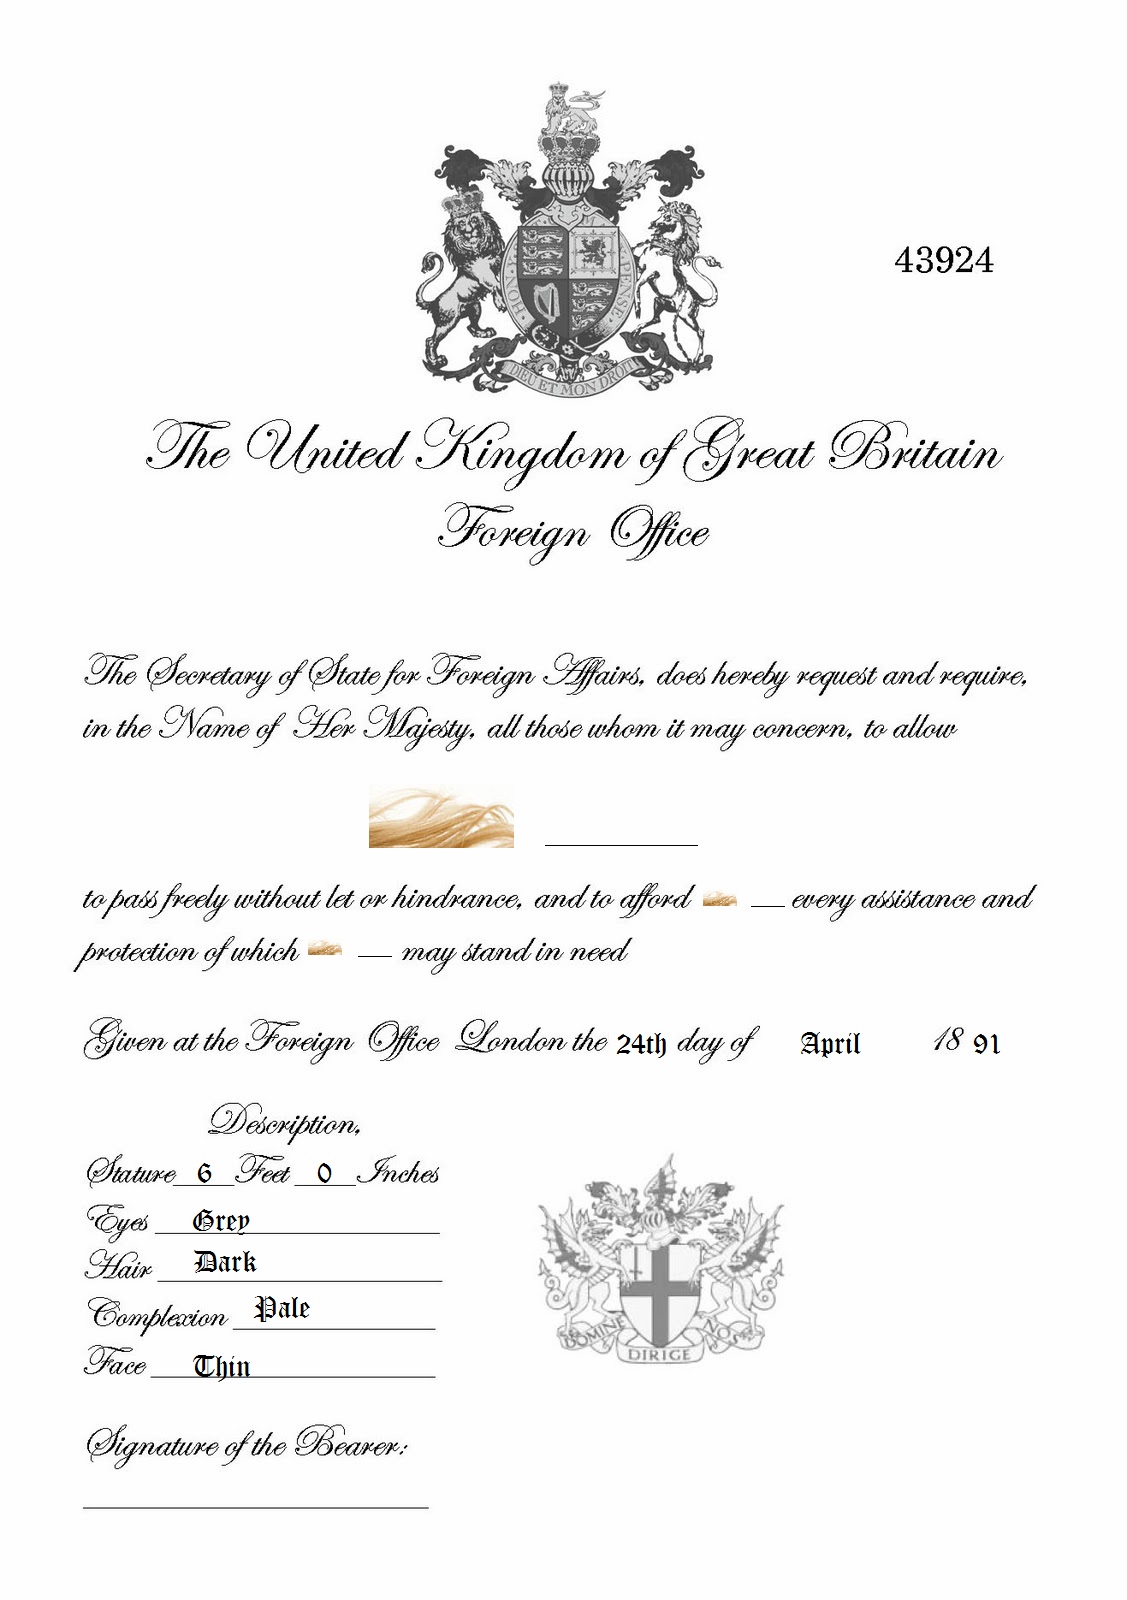 43924
HONI
PENSE
DIEU ET MON DROIT
The United Kingdom of Great Britain
Foreign Office
The Secretary of State for Foreign Affairs, does hereby request and require,
in the Name of Her Majesty, all those whom it may concern, to allow
to pass freely without let or hindrance, and to afford every assistance and
protection of which may stand in need
Given at the Foreign Office London the 24th day of April 18 91
Description,
Stature 6 Feet 0 Inches
Eyes Grey
Hair Dark
Complexion Pale
Face Thin
DOMINE DIRIGE NOS
Signature of the Bearer: